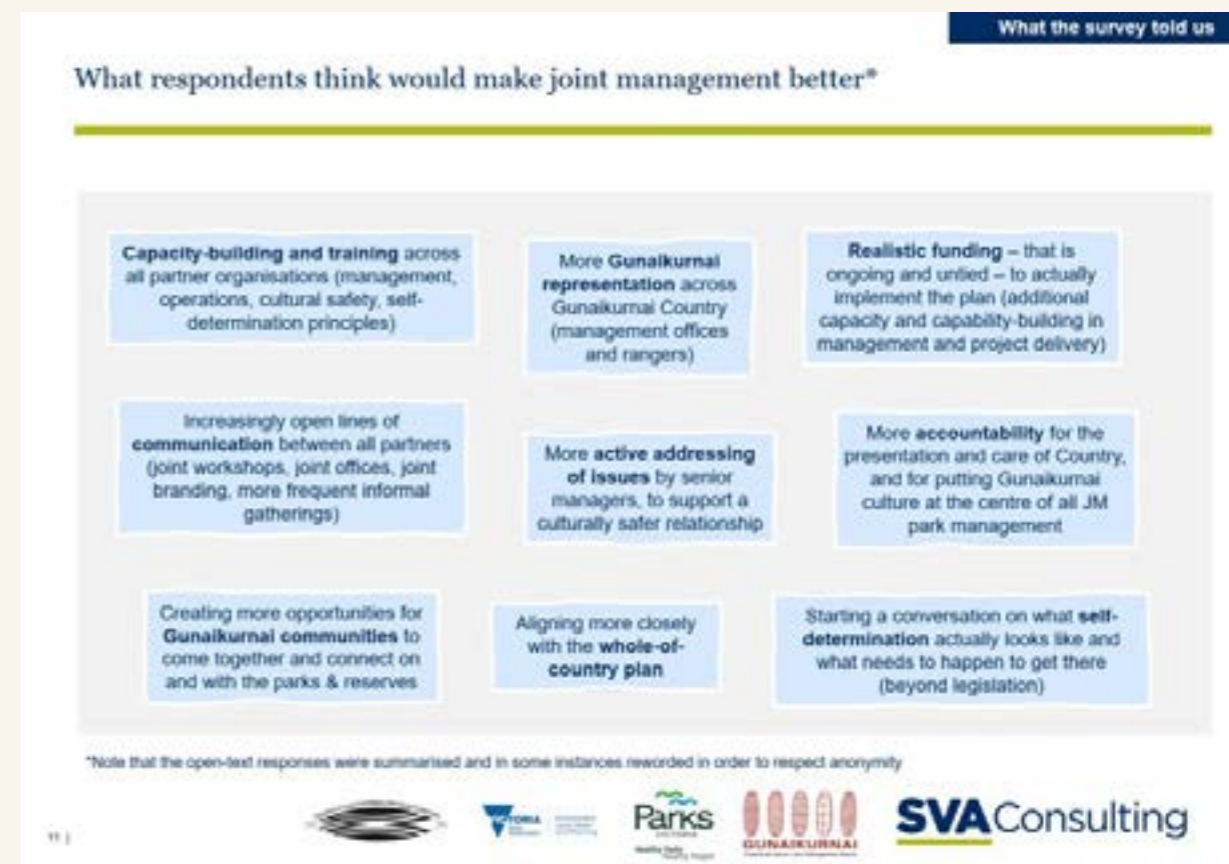 What the survey told us
What respondents think would make joint management better*
Capacity-building and training across
all partner organisations (management,
operations, cultural safety, self-
determination principles)
More Gunaikurnai
representation across
Gunaikurnai Country
(management offices
and rangers)
Realistic funding – that is
ongoing and untied – to actually
implement the plan (additional
capacity and capability-building in
management and project delivery)
Increasingly open lines of
communication between all partners
(joint workshops, joint offices, joint
branding, more frequent informal
gatherings)
More active addressing
of issues by senior
managers, to support a
culturally safer relationship
More accountability for the
presentation and care of Country,
and for putting Gunaikurnai
culture at the centre of all JM
park management
Creating more opportunities for
Gunaikurnai communities to
come together and connect on
and with the parks & reserves
Aligning more closely
with the whole-of-
country plan
Starting a conversation on what self-
determination actually looks like and
what needs to happen to get there
(beyond legislation)
*Note that the open-text responses were summarised and in some instances reworded in order to respect anonymity
11 |
VICTORIA
Parks
VICTORIA
Healthy Parks
Healthy People
GUNAIKURNAI
SVA Consulting